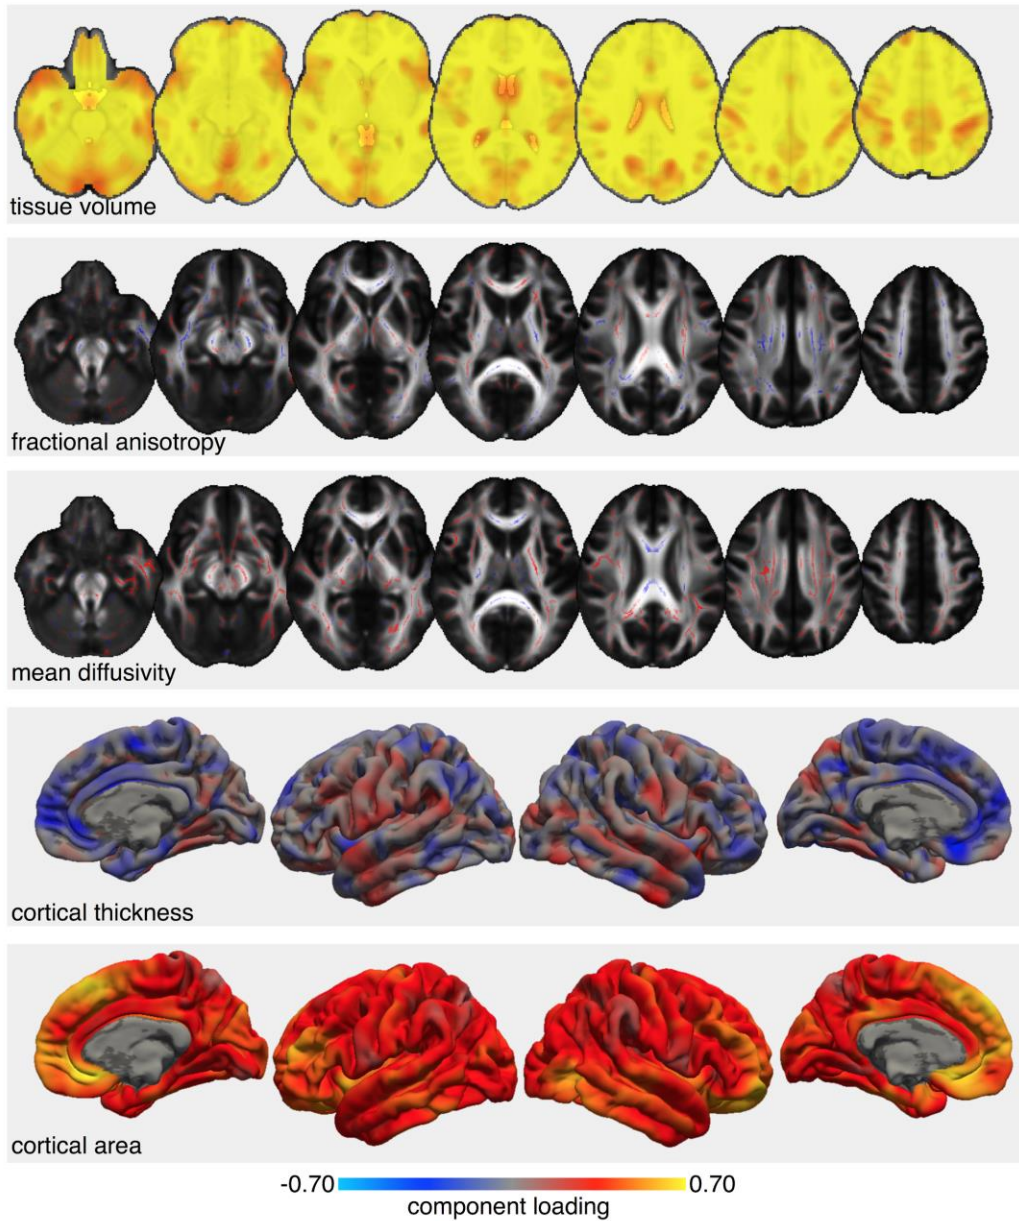 tissue volume
fractional anisotropy
mean diffusivity
cortical thickness
cortical area
-0.70 0.70
component loading